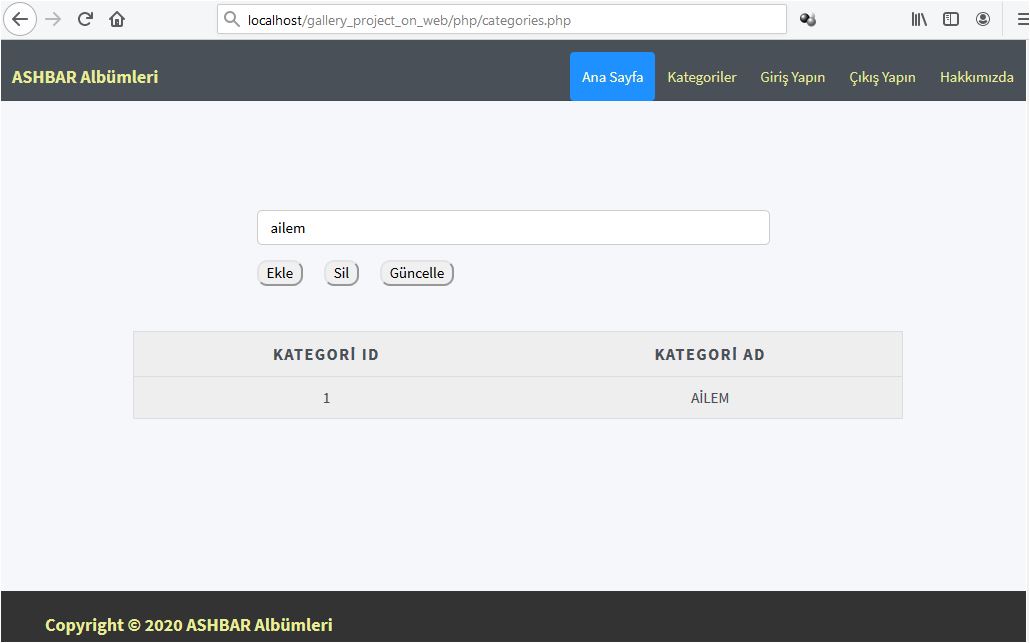 localhost/gallery_project_on_web/php/categories.php
ASHBAR Albümleri Ana Sayfa Kategoriler Giriş Yapın Çıkış Yapın Hakkımızda
ailem
Ekle Sil Güncelle
KATEGORİ ID KATEGORİ AD
1 AİLEM
Copyright © 2020 ASHBAR Albümleri